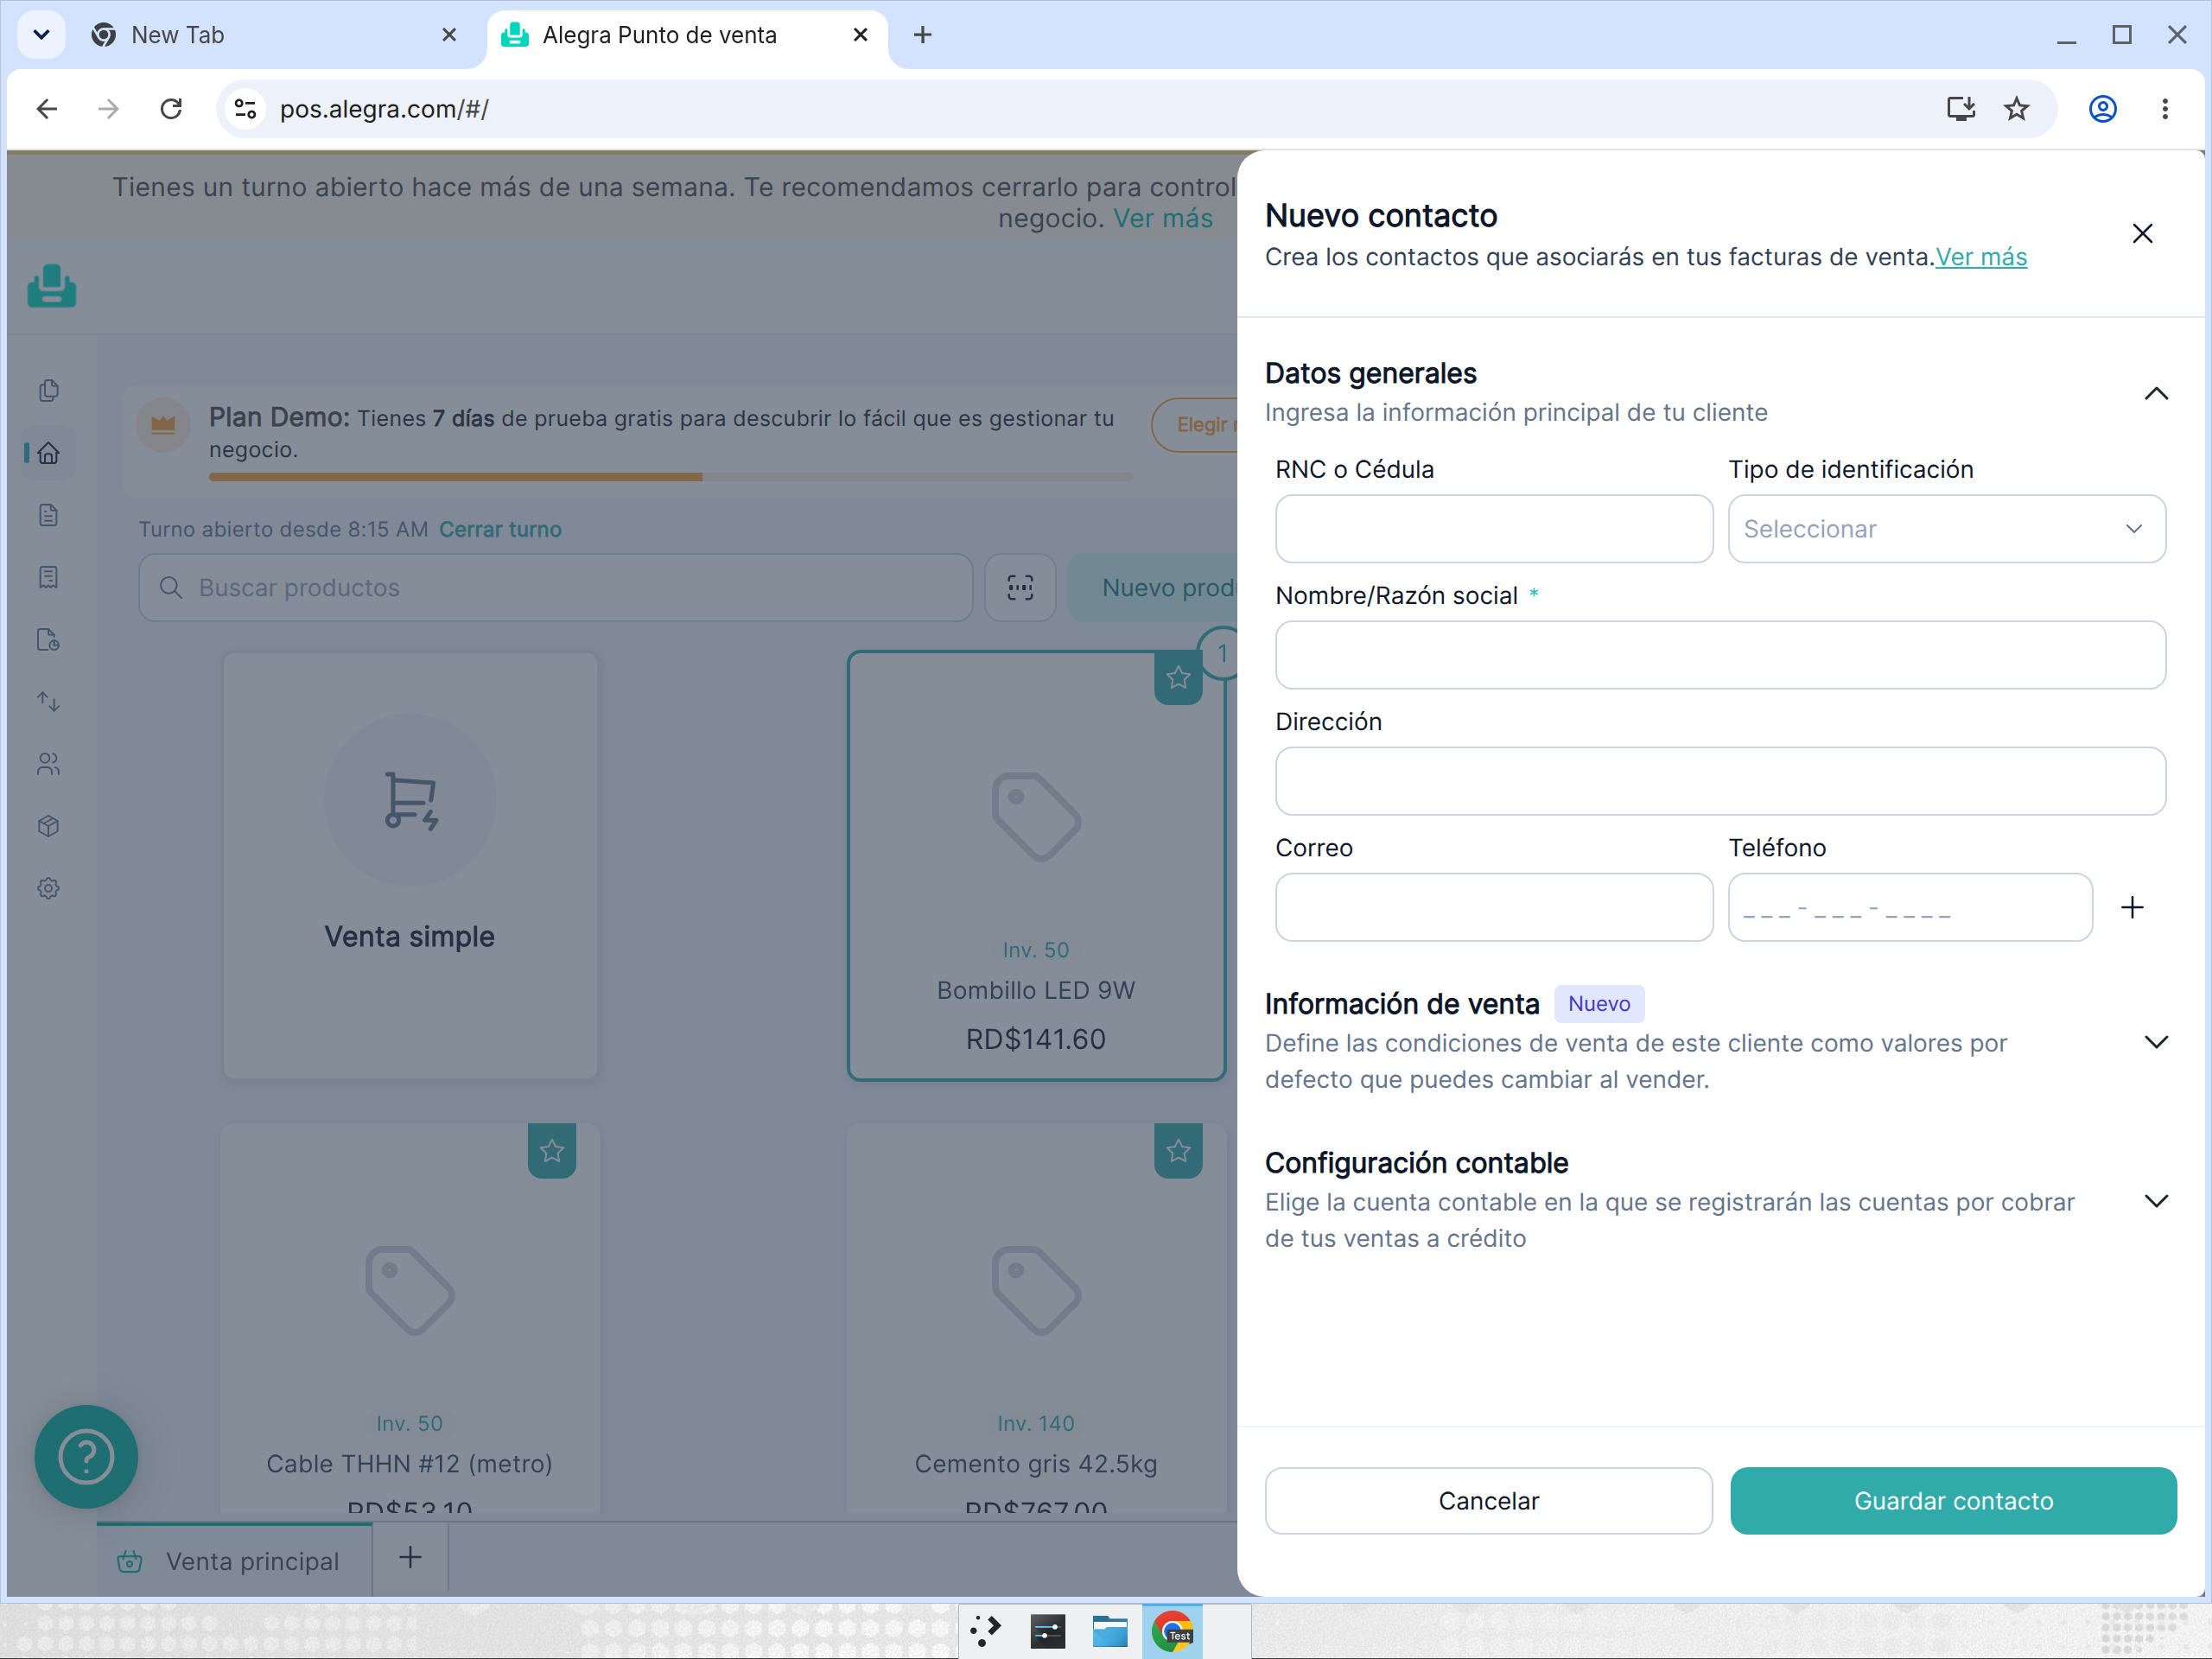 New Tab
Alegra Punto de venta
pos.alegra.com/#/
Tienes un turno abierto hace más de una semana. Te recomendamos cerrarlo para control
negocio. Ver más
Plan Demo: Tienes 7 días de prueba gratis para descubrir lo fácil que es gestionar tu
negocio.
Elegir
Turno abierto desde 8:15 AM Cerrar turno
Buscar productos
Nuevo prod
1
Venta simple
Inv. 50
Bombillo LED 9W
RD$141.60
Inv. 50
Cable THHN #12 (metro)
RD$53.10
Inv. 140
Cemento gris 42.5kg
RD$767.00
Venta principal
Nuevo contacto
Crea los contactos que asociarás en tus facturas de venta.Ver más
Datos generales
Ingresa la información principal de tu cliente
RNC o Cédula
Tipo de identificación
Seleccionar
Nombre/Razón social *
Dirección
Correo
Teléfono
_ _ _ - _ _ _ - _ _ _ _
Información de venta Nuevo
Define las condiciones de venta de este cliente como valores por
defecto que puedes cambiar al vender.
Configuración contable
Elige la cuenta contable en la que se registrarán las cuentas por cobrar
de tus ventas a crédito
Cancelar
Guardar contacto
Test